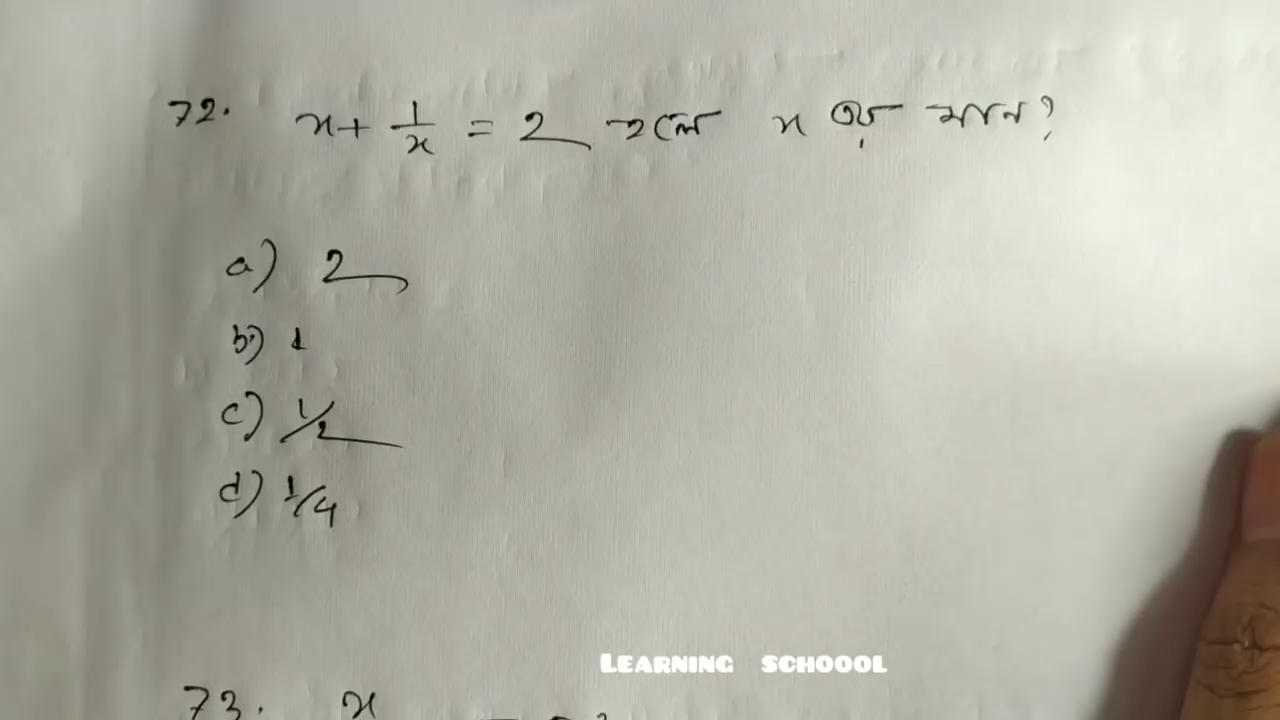 72. x + 1/x = 2 হলে x এর মান?
a) 2
b) 1
c) 1/2
d) 1/4
LEARNING SCHOOOL
73. x